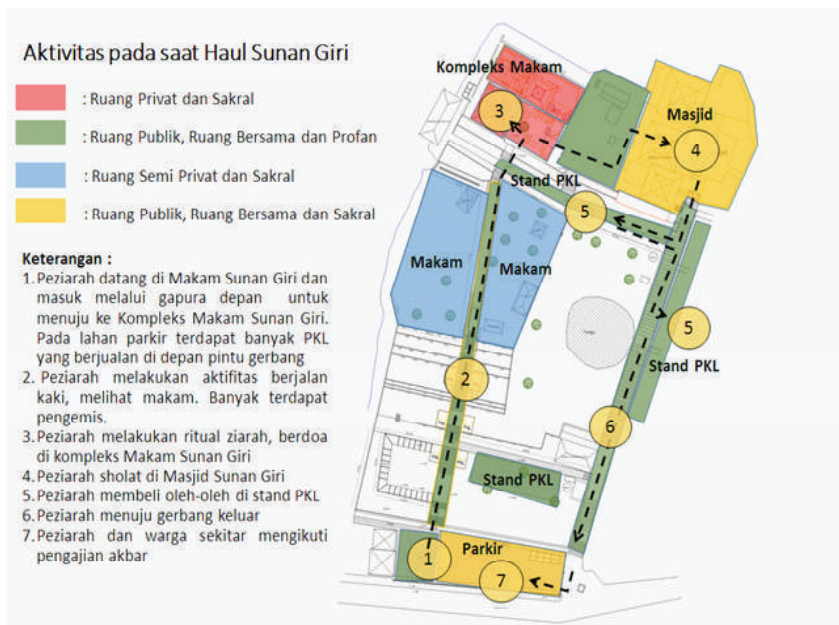 Aktivitas pada saat Haul Sunan Giri
: Ruang Privat dan Sakral
: Ruang Publik, Ruang Bersama dan Profan
: Ruang Semi Privat dan Sakral
: Ruang Publik, Ruang Bersama dan Sakral
Keterangan :
1. Peziarah datang di Makam Sunan Giri dan
masuk melalui gapura depan untuk
menuju ke Kompleks Makam Sunan Giri.
Pada lahan parkir terdapat banyak PKL
yang berjualan di depan pintu gerbang
2. Peziarah melakukan aktifitas berjalan
kaki, melihat makam. Banyak terdapat
pengemis.
3. Peziarah melakukan ritual ziarah, berdoa
di kompleks Makam Sunan Giri
4. Peziarah sholat di Masjid Sunan Giri
5. Peziarah membeli oleh-oleh di stand PKL
6. Peziarah menuju gerbang keluar
7. Peziarah dan warga sekitar mengikuti
pengajian akbar
Kompleks Makam
3
Masjid
4
Stand PKL
5
Makam
Makam
5
Stand PKL
2
6
Stand PKL
Parkir
1
7